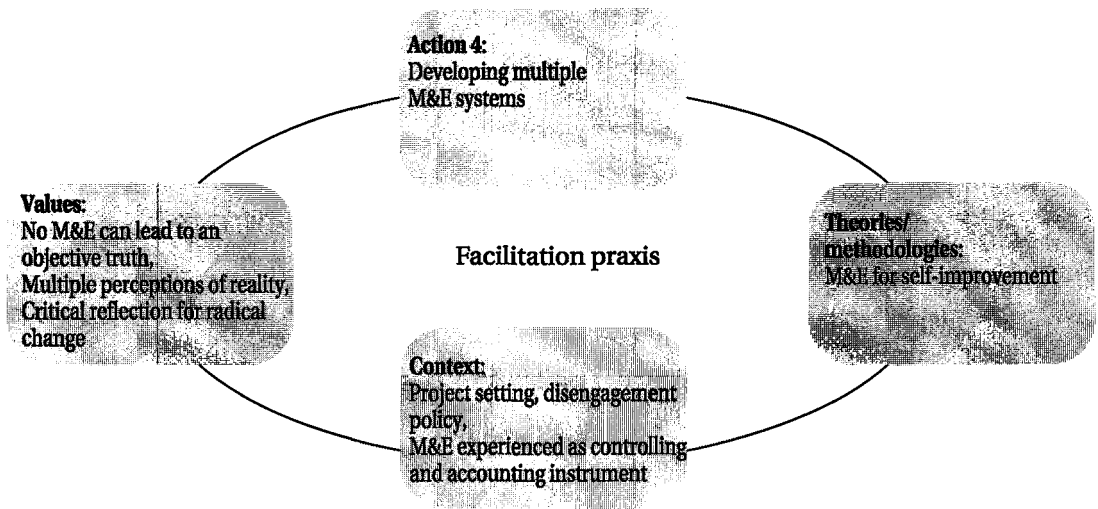 Action 4:
Developing multiple
M&E systems
Values:
No M&E can lead to an
objective truth,
Multiple perceptions of reality,
Critical reflection for radical
change
Facilitation praxis
Theories/
methodologies:
M&E for self-improvement
Context:
Project setting, disengagement
policy,
M&E experienced as controlling
and accounting instrument